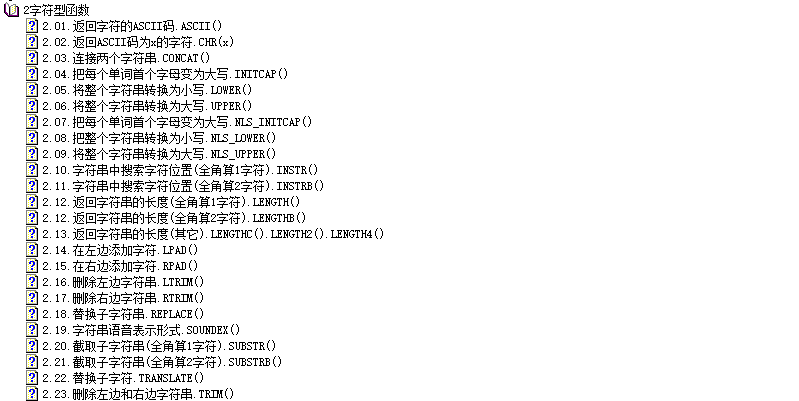 2字符型函数
2.01.返回字符的ASCII码.ASCII()
2.02.返回ASCII码为x的字符.CHR(x)
2.03.连接两个字符串.CONCAT()
2.04.把每个单词首个字母变为大写.INITCAP()
2.05.将整个字符串转换为小写.LOWER()
2.06.将整个字符串转换为大写.UPPER()
2.07.把每个单词首个字母变为大写.NLS_INITCAP()
2.08.把整个字符串转换为小写.NLS_LOWER()
2.09.将整个字符串转换为大写.NLS_UPPER()
2.10.字符串中搜索字符位置(全角算1字符).INSTR()
2.11.字符串中搜索字符位置(全角算2字符).INSTRB()
2.12.返回字符串的长度(全角算1字符).LENGTH()
2.12.返回字符串的长度(全角算2字符).LENGTHB()
2.13.返回字符串的长度(其它).LENGTHC().LENGTH2().LENGTH4()
2.14.在左边添加字符.LPAD()
2.15.在右边添加字符.RPAD()
2.16.删除左边字符串.LTRIM()
2.17.删除右边字符串.RTRIM()
2.18.替换子字符串.REPLACE()
2.19.字符串语音表示形式.SOUNDEX()
2.20.截取子字符串(全角算1字符).SUBSTR()
2.21.截取子字符串(全角算2字符).SUBSTRB()
2.22.替换子字符.TRANSLATE()
2.23.删除左边和右边字符串.TRIM()